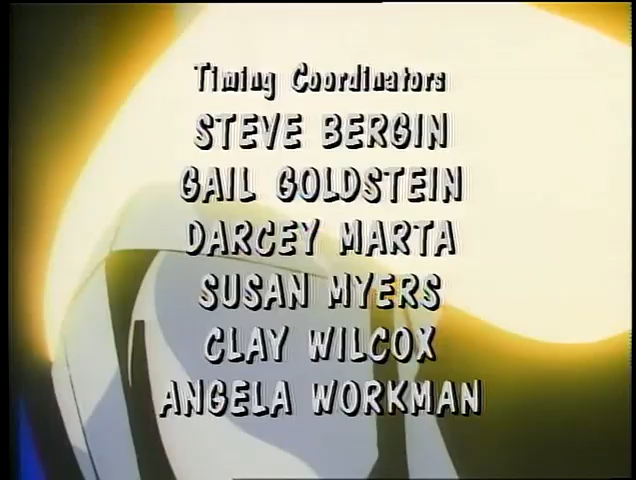 Timing Coordinators
STEVE BERGIN
GAIL GOLDSTEIN
DARCEY MARTA
SUSAN MYERS
CLAY WILCOX
ANGELA WORKMAN